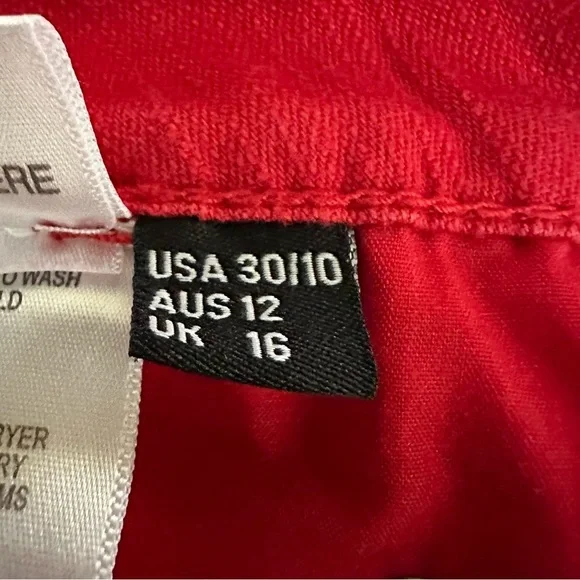 ERE
O WASH
LD
USA 30/10
AUS 12
UK 16
RYER
RY
MS